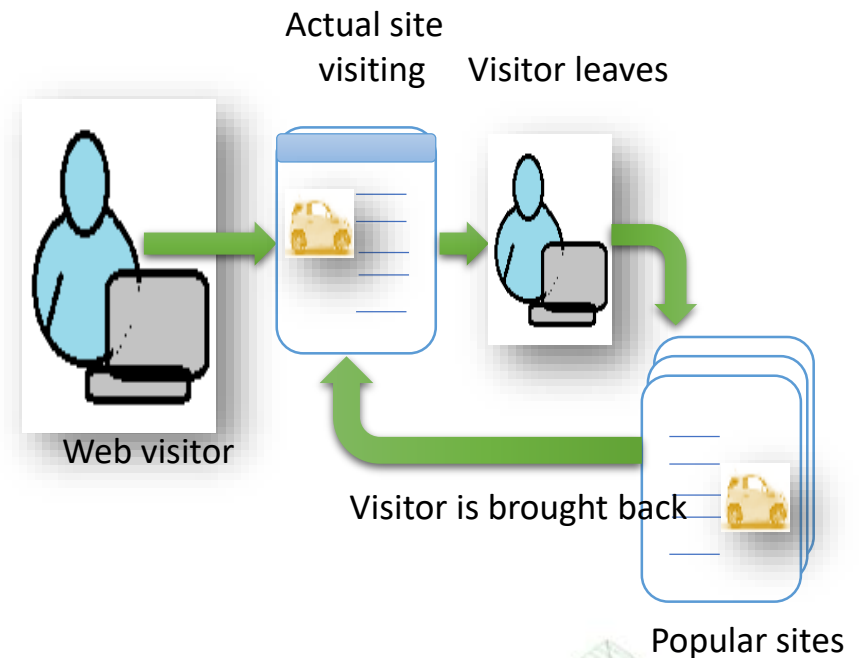 Actual site
visiting
Visitor leaves
Web visitor
Visitor is brought back
Popular sites